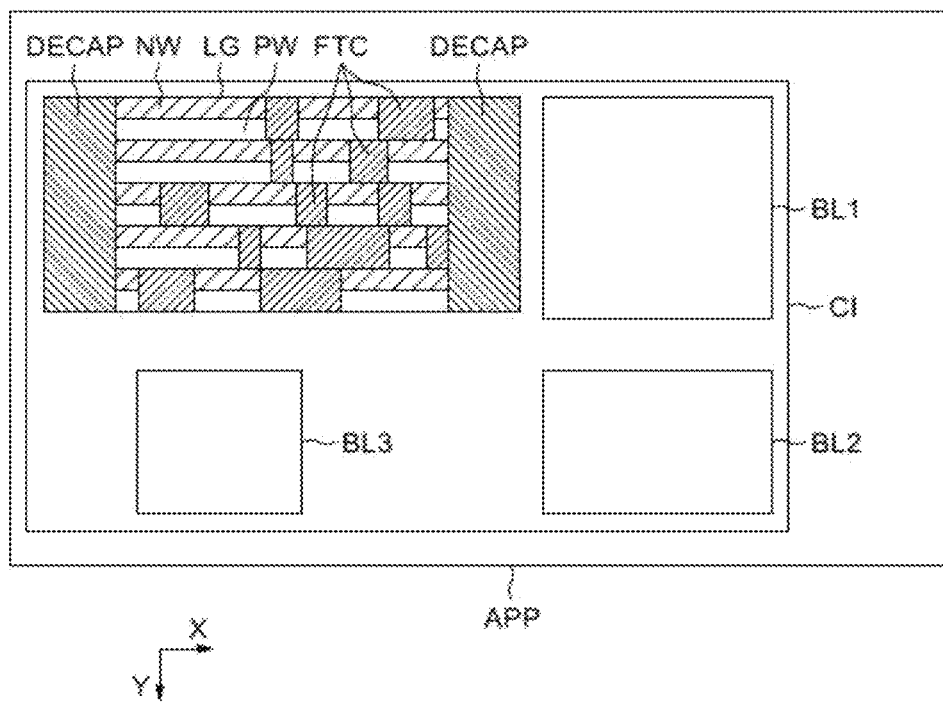 DECAP NW LG PW FTC DECAP
BL1
CI
BL3
BL2
APP
X
Y